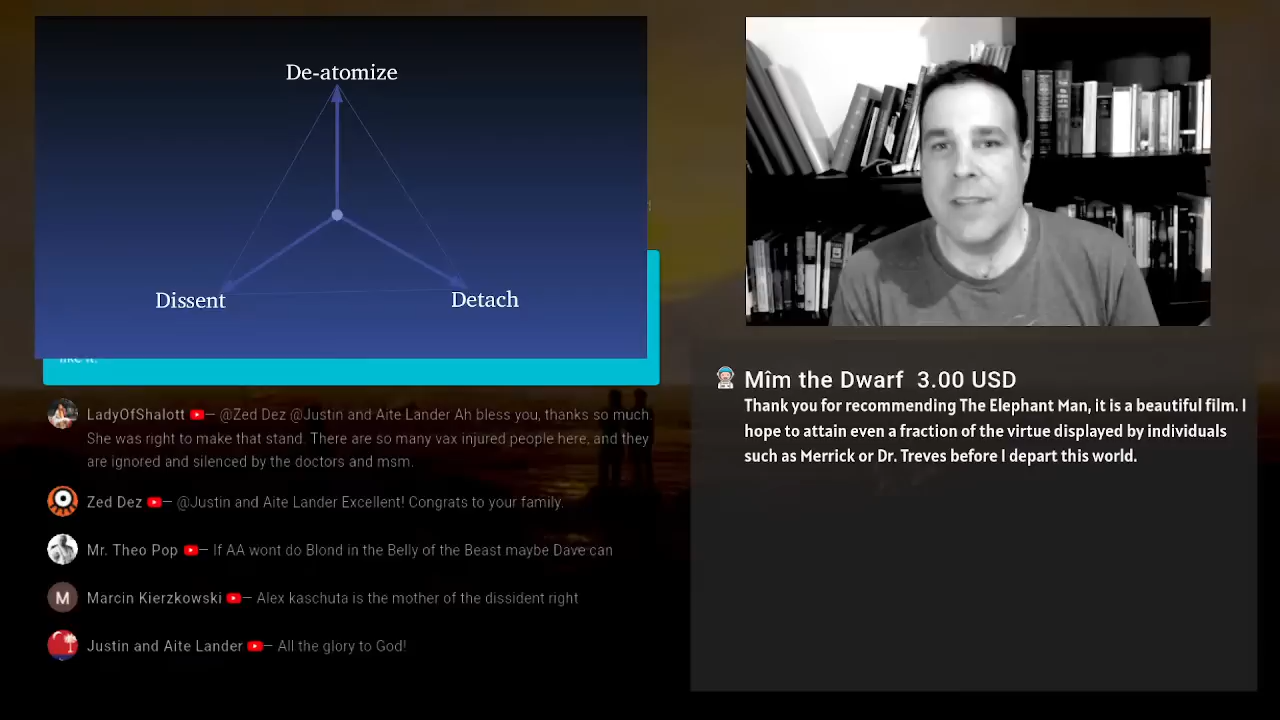 De-atomize
Dissent
Detach
like it.
LadyOfShalott — @Zed Dez @Justin and Aite Lander Ah bless you, thanks so much.
She was right to make that stand. There are so many vax injured people here, and they
are ignored and silenced by the doctors and msm.
Zed Dez — @Justin and Aite Lander Excellent! Congrats to your family.
Mr. Theo Pop — If AA wont do Blond in the Belly of the Beast maybe Dave can
M
Marcin Kierzkowski — Alex kaschuta is the mother of the dissident right
Justin and Aite Lander — All the glory to God!
Mîm the Dwarf 3.00 USD
Thank you for recommending The Elephant Man, it is a beautiful film. I
hope to attain even a fraction of the virtue displayed by individuals
such as Merrick or Dr. Treves before I depart this world.